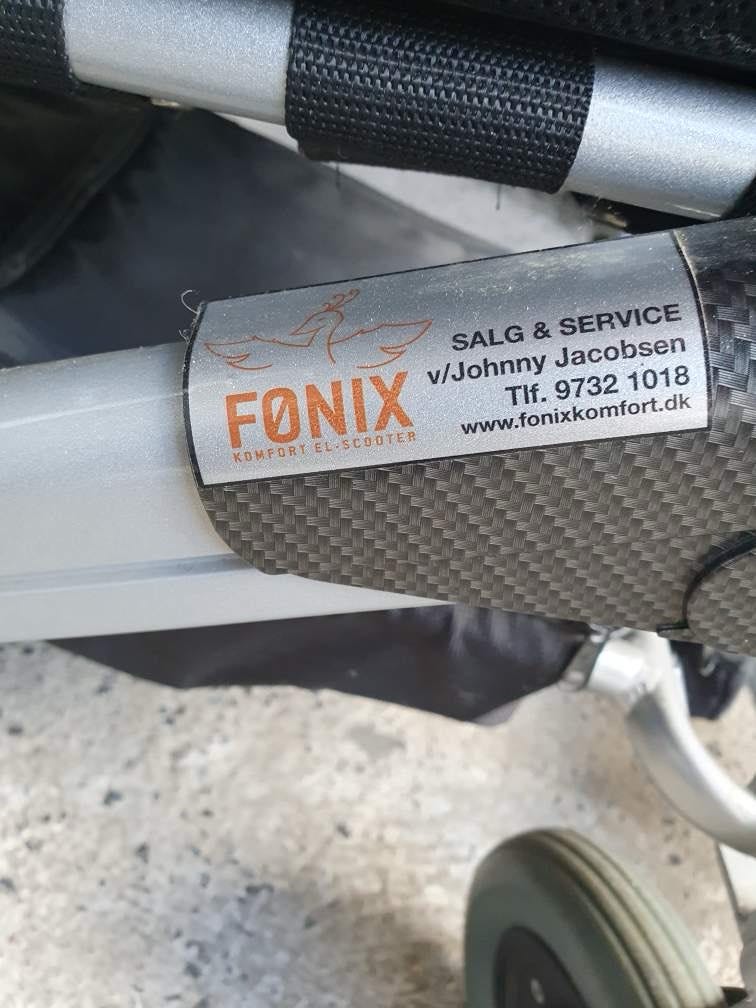 FØNIX
KOMFORT EL-SCOOTER
SALG & SERVICE
v/Johnny Jacobsen
Tlf. 9732 1018
www.fonixkomfort.dk